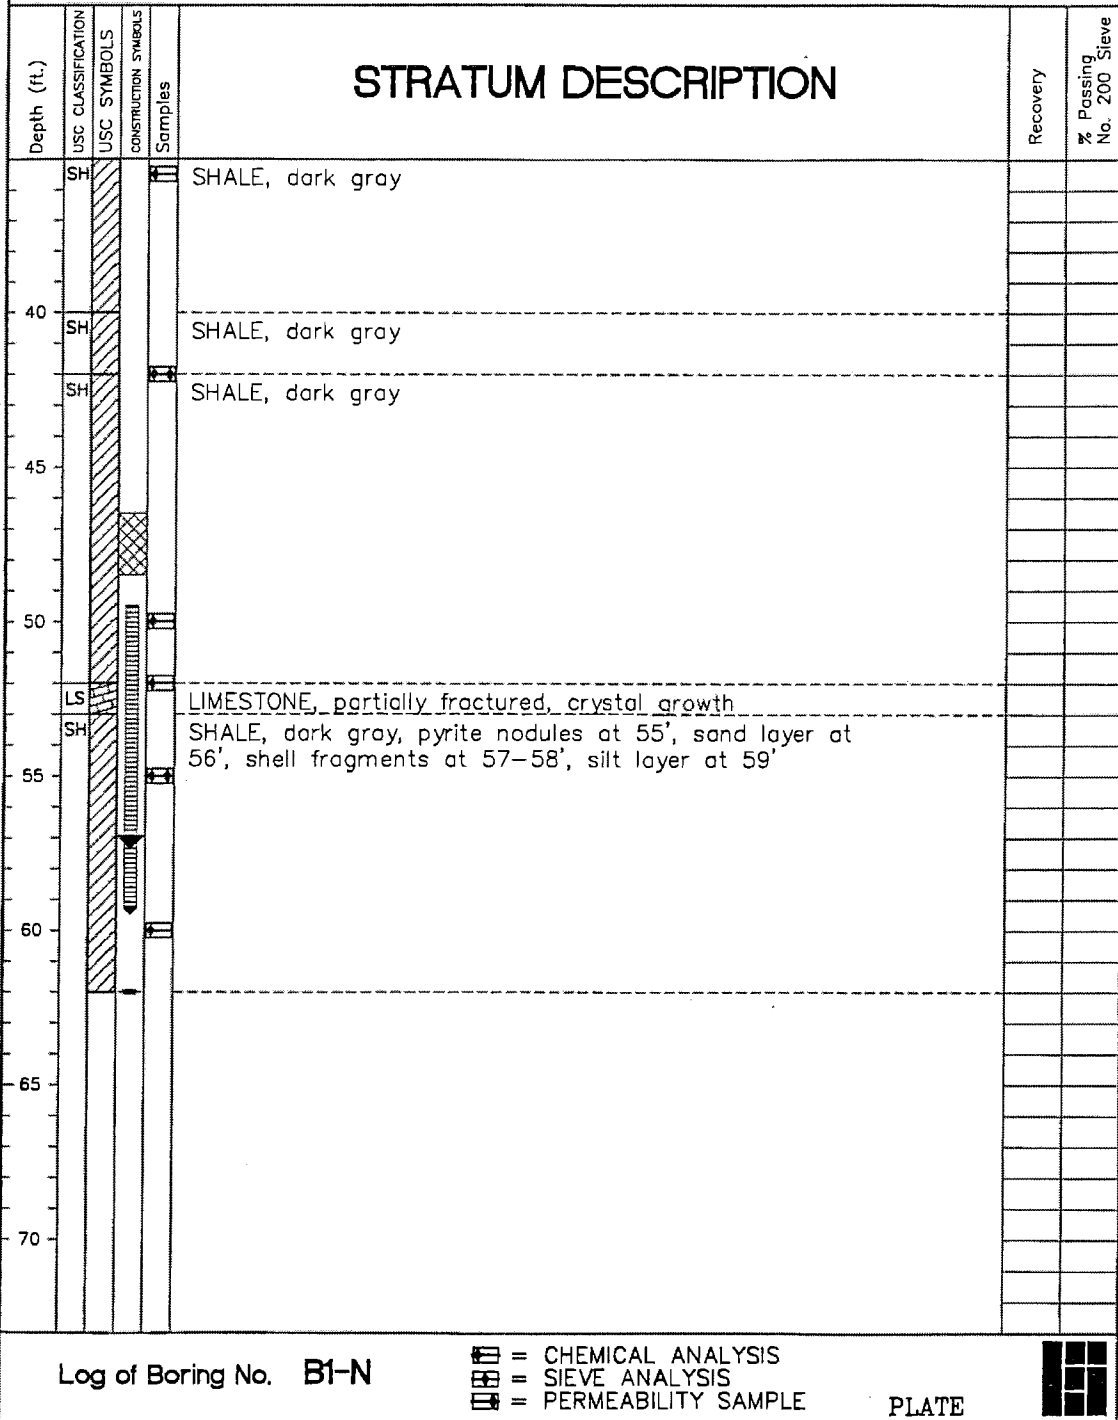 Depth (ft.)
USC CLASSIFICATION
USC SYMBOLS
CONSTRUCTION SYMBOLS
Samples
STRATUM DESCRIPTION
Recovery
% Passing
No. 200 Sieve
SH SHALE, dark gray
40
SH SHALE, dark gray
SH SHALE, dark gray
45
50
LS LIMESTONE, partially fractured, crystal growth
SH SHALE, dark gray, pyrite nodules at 55', sand layer at
56', shell fragments at 57-58', silt layer at 59'
55
60
65
70
Log of Boring No. B1-N
= CHEMICAL ANALYSIS
= SIEVE ANALYSIS
= PERMEABILITY SAMPLE
PLATE